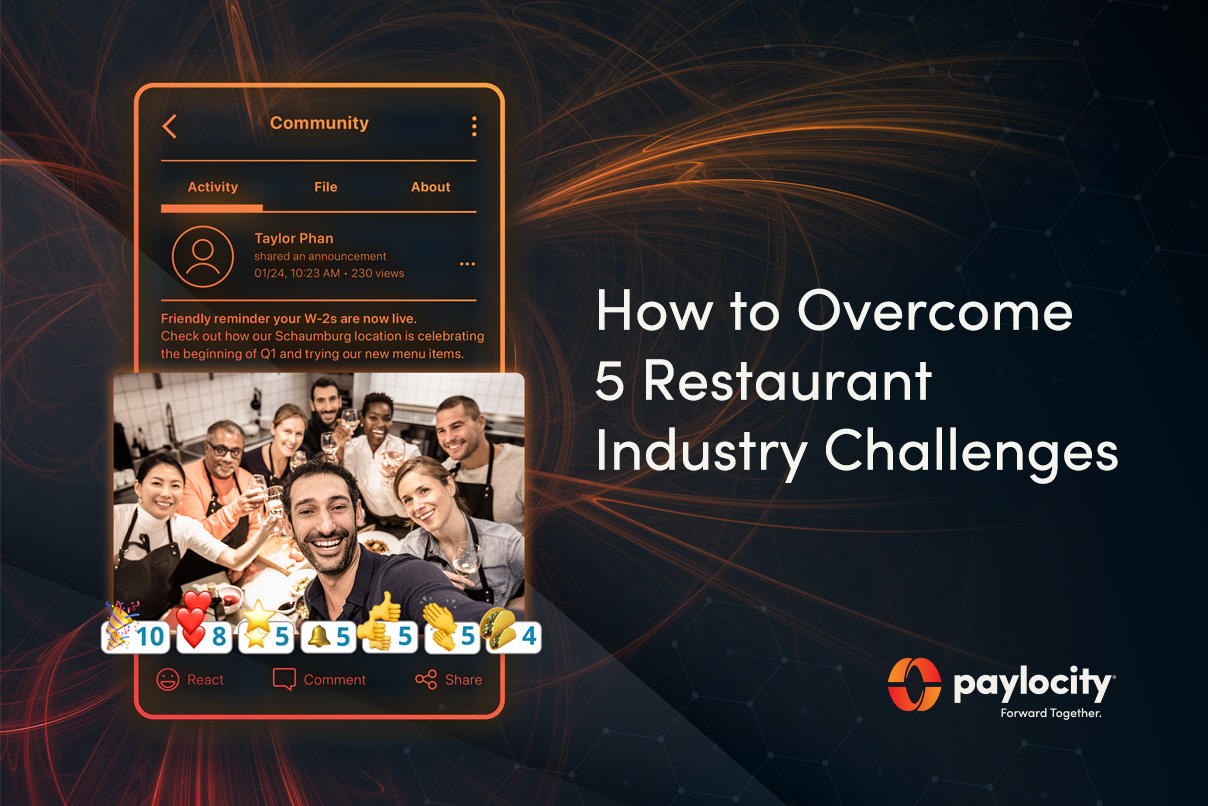 Community
Activity File About
Taylor Phan
shared an announcement
01/24, 10:23 AM • 230 views
Friendly reminder your W-2s are now live.
Check out how our Schaumburg location is celebrating
the beginning of Q1 and trying our new menu items.
10 8 5 5 5 5 4
React Comment Share
How to Overcome
5 Restaurant
Industry Challenges
paylocity®
Forward Together.